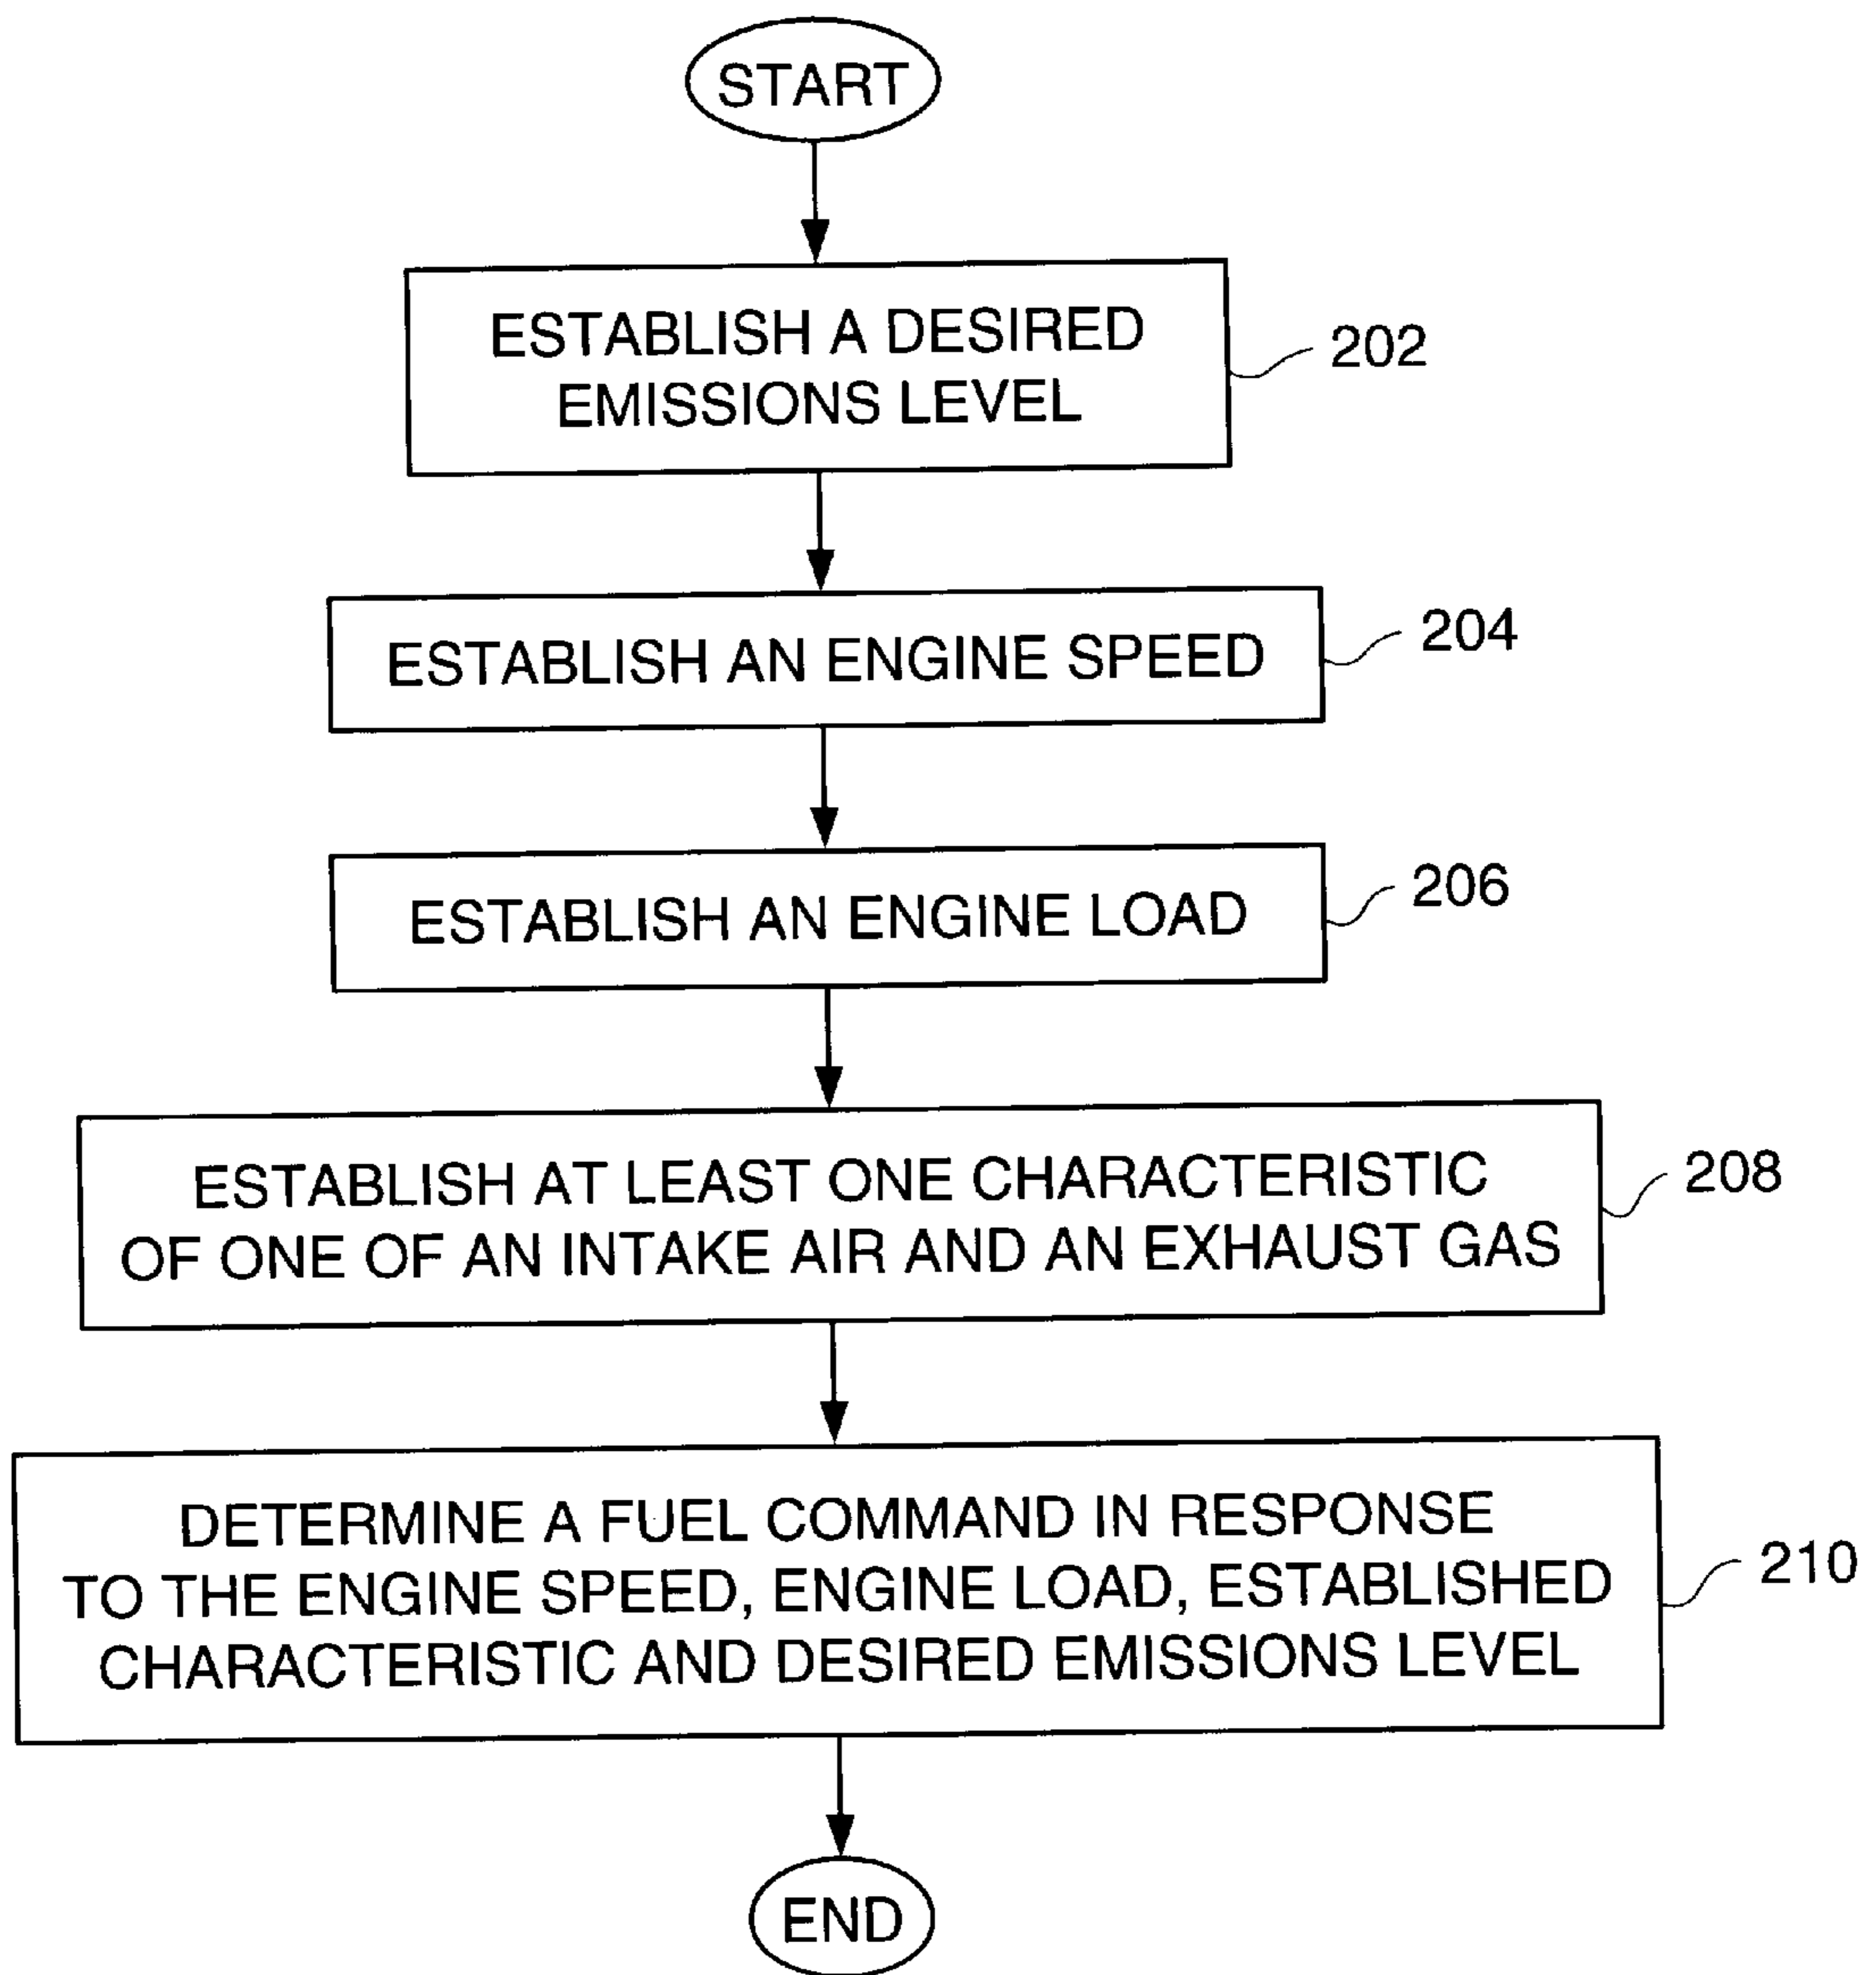 START
ESTABLISH A DESIRED
EMISSIONS LEVEL
202
ESTABLISH AN ENGINE SPEED
204
ESTABLISH AN ENGINE LOAD
206
ESTABLISH AT LEAST ONE CHARACTERISTIC
OF ONE OF AN INTAKE AIR AND AN EXHAUST GAS
208
DETERMINE A FUEL COMMAND IN RESPONSE
TO THE ENGINE SPEED, ENGINE LOAD, ESTABLISHED
CHARACTERISTIC AND DESIRED EMISSIONS LEVEL
210
END